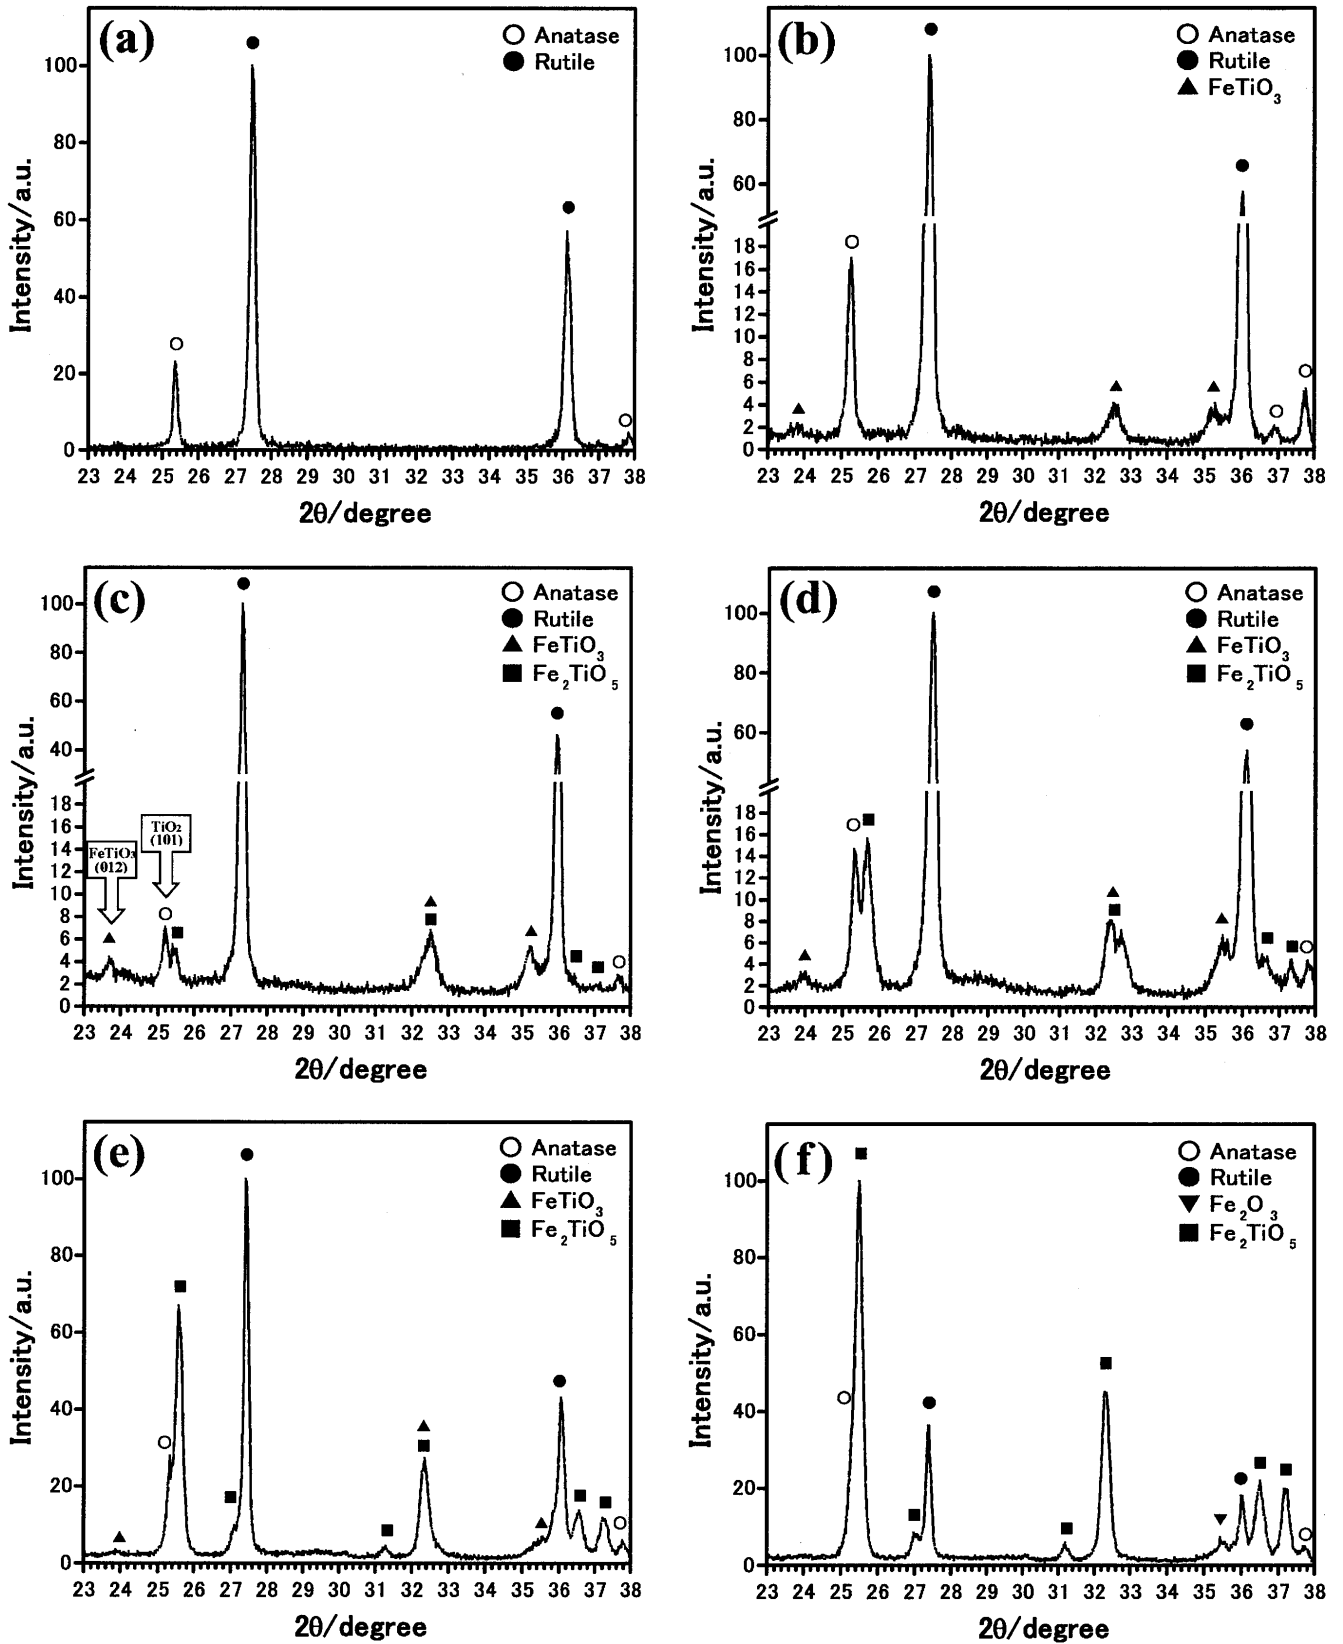 (a)
Anatase
Rutile
Intensity/a.u.
100
80
60
40
20
0
23 24 25 26 27 28 29 30 31 32 33 34 35 36 37 38
2θ/degree
(b)
Anatase
Rutile
FeTiO₃
Intensity/a.u.
100
80
60
18
16
14
12
10
8
6
4
2
0
23 24 25 26 27 28 29 30 31 32 33 34 35 36 37 38
2θ/degree
(c)
Anatase
Rutile
FeTiO₃
Fe₂TiO₅
Intensity/a.u.
100
80
60
40
18
16
14
12
10
8
6
4
2
0
FeTiO₃
(012)
TiO₂
(101)
23 24 25 26 27 28 29 30 31 32 33 34 35 36 37 38
2θ/degree
(d)
Anatase
Rutile
FeTiO₃
Fe₂TiO₅
Intensity/a.u.
100
80
60
18
16
14
12
10
8
6
4
2
0
23 24 25 26 27 28 29 30 31 32 33 34 35 36 37 38
2θ/degree
(e)
Anatase
Rutile
FeTiO₃
Fe₂TiO₅
Intensity/a.u.
100
80
60
40
20
0
23 24 25 26 27 28 29 30 31 32 33 34 35 36 37 38
2θ/degree
(f)
Anatase
Rutile
Fe₂O₃
Fe₂TiO₅
Intensity/a.u.
100
80
60
40
20
0
23 24 25 26 27 28 29 30 31 32 33 34 35 36 37 38
2θ/degree